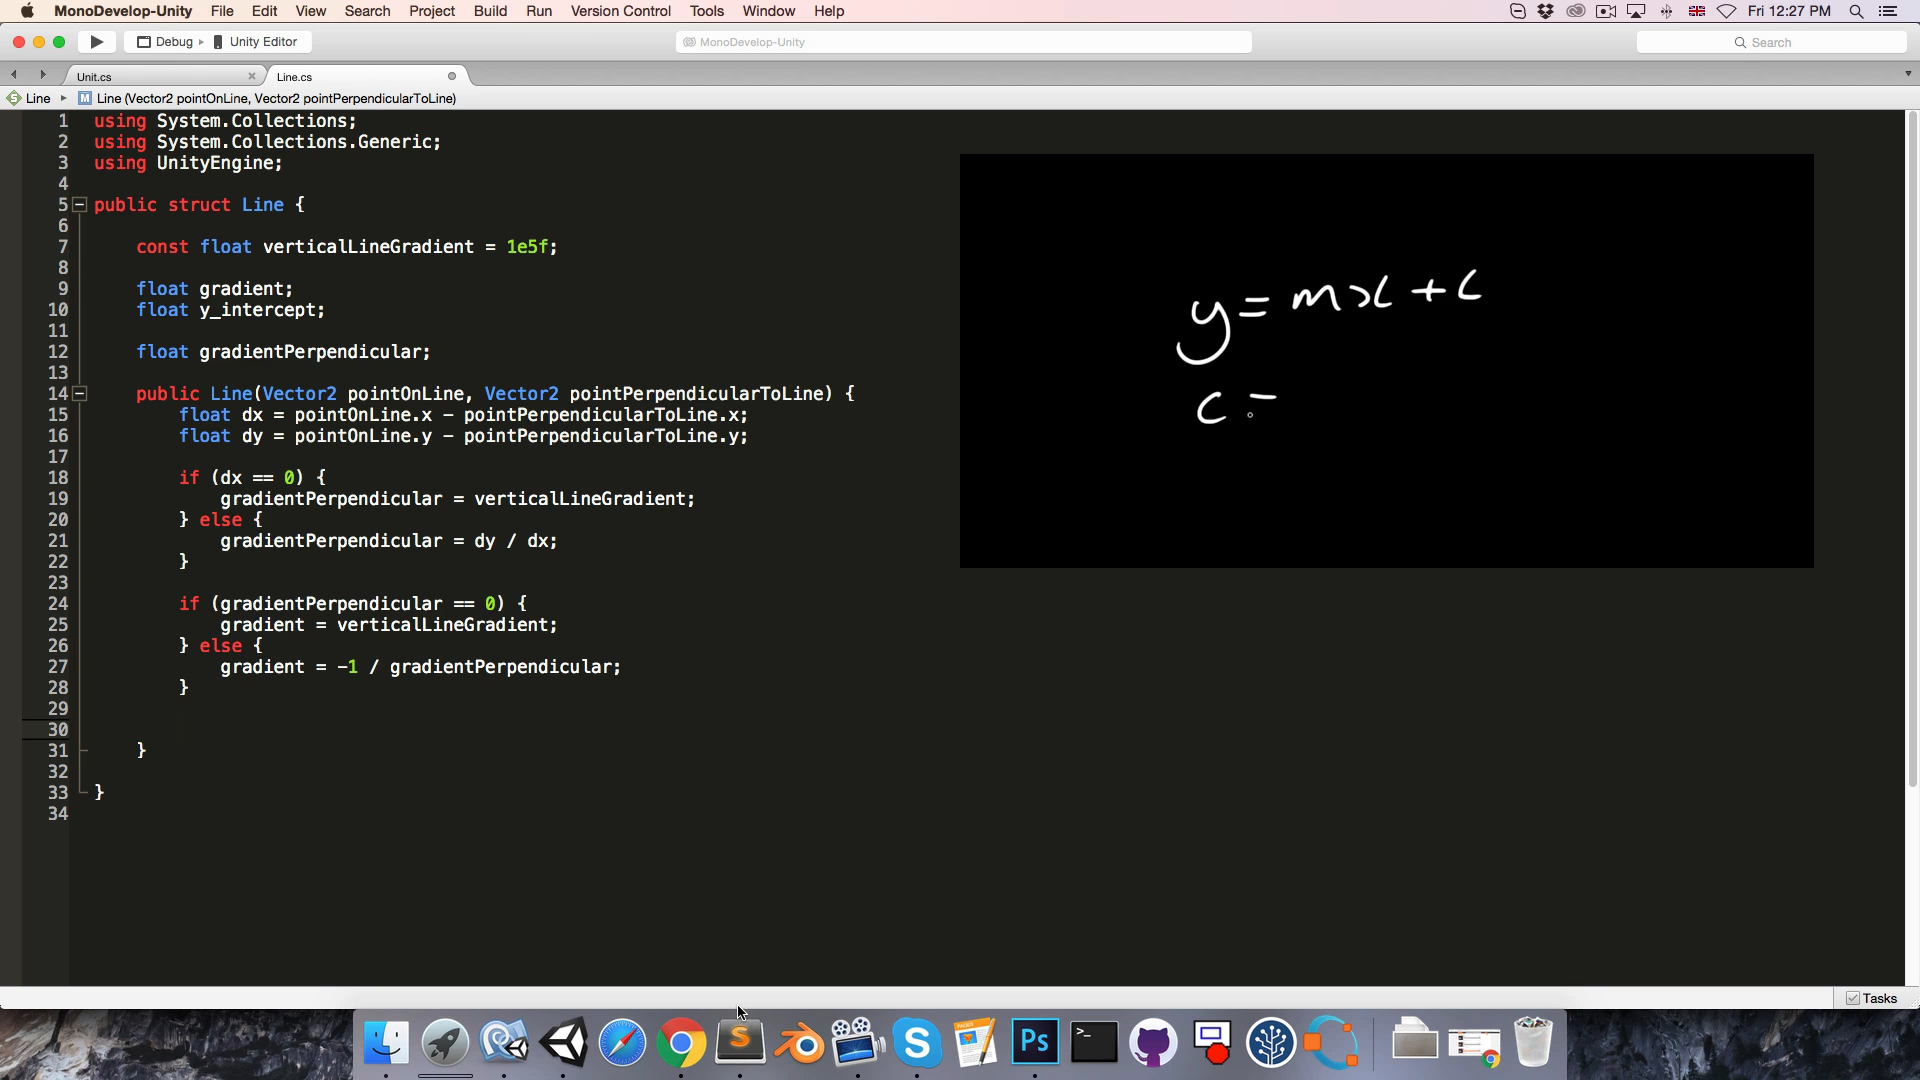 MonoDevelop-Unity File Edit View Search Project Build Run Version Control Tools Window Help Fri 12:27 PM
Debug Unity Editor MonoDevelop-Unity Search
Unit.cs Line.cs
Line Line (Vector2 pointOnLine, Vector2 pointPerpendicularToLine)
1 using System.Collections;
2 using System.Collections.Generic;
3 using UnityEngine;
4
5 public struct Line {
6
7 const float verticalLineGradient = 1e5f;
8
9 float gradient;
10 float y_intercept;
11
12 float gradientPerpendicular;
13
14 public Line(Vector2 pointOnLine, Vector2 pointPerpendicularToLine) {
15 float dx = pointOnLine.x - pointPerpendicularToLine.x;
16 float dy = pointOnLine.y - pointPerpendicularToLine.y;
17
18 if (dx == 0) {
19 gradientPerpendicular = verticalLineGradient;
20 } else {
21 gradientPerpendicular = dy / dx;
22 }
23
24 if (gradientPerpendicular == 0) {
25 gradient = verticalLineGradient;
26 } else {
27 gradient = -1 / gradientPerpendicular;
28 }
29
30
31 }
32
33 }
34
y = mx + c
c =
Tasks
S
S
PAGES
Ps
>_